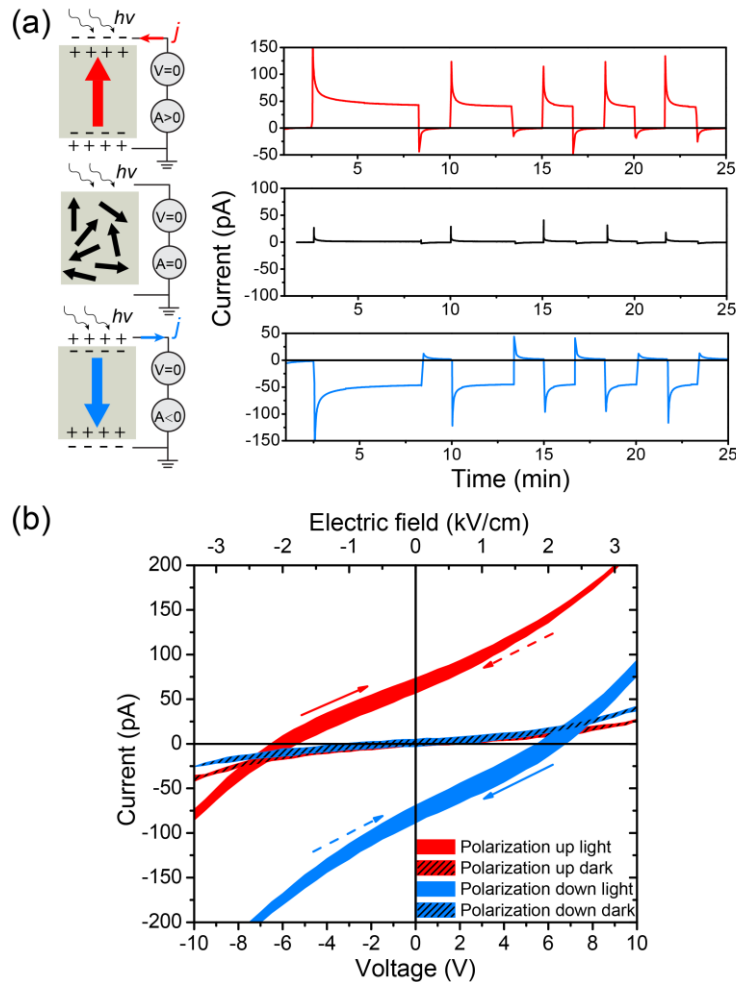 (a)
hν
j
- - - -
+ + + +
V=0
A>0
- - - -
+ + + +
150
100
50
0
-50
5 10 15 20 25
hν
V=0
A=0
Current (pA)
100
50
0
-50
-100
5 10 15 20 25
hν
j
+ + + +
- - - -
V=0
A<0
+ + + +
- - - -
50
0
-50
-100
-150
5 10 15 20 25
Time (min)
(b)
Electric field (kV/cm)
-3 -2 -1 0 1 2 3
Current (pA)
200
150
100
50
0
-50
-100
-150
-200
Polarization up light
Polarization up dark
Polarization down light
Polarization down dark
-10 -8 -6 -4 -2 0 2 4 6 8 10
Voltage (V)